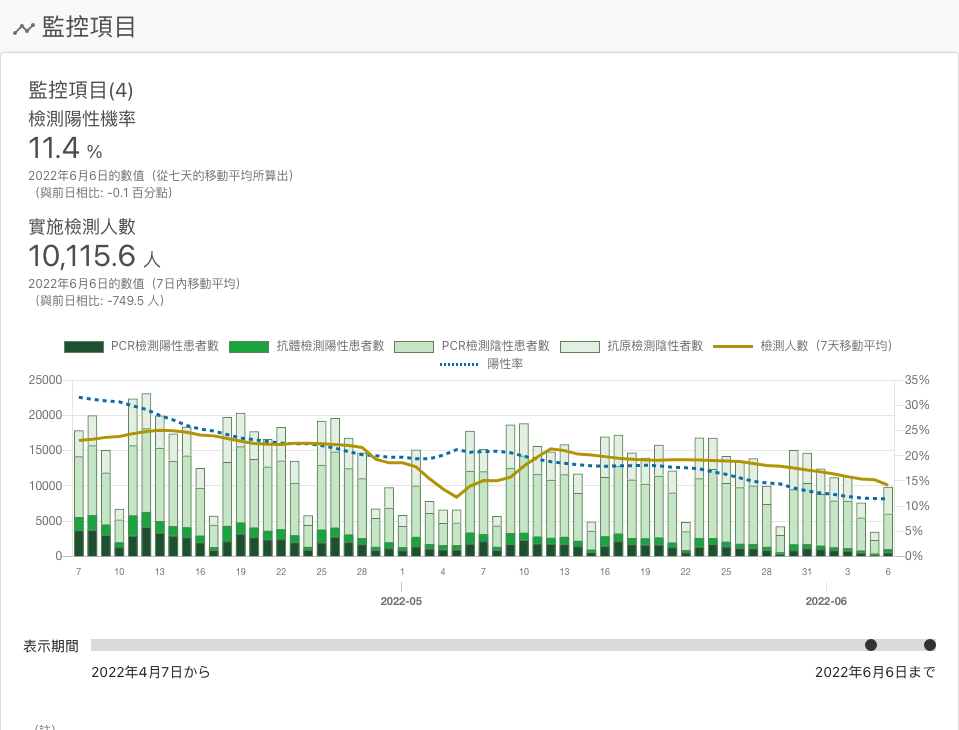 監控項目
監控項目(4)
檢測陽性機率
11.4 %
2022年6月6日的數值（從七天的移動平均所算出）
（與前日相比: -0.1 百分點）
實施檢測人數
10,115.6 人
2022年6月6日的數值（7日內移動平均）
（與前日相比: -749.5 人）
PCR檢測陽性患者數 抗體檢測陽性患者數 PCR檢測陰性患者數 抗原檢測陰性者數 檢測人數（7天移動平均）
陽性率
25000 35%
20000 30%
15000 25%
10000 20%
5000 15%
0 10%
5%
0%
7 10 13 16 19 22 25 28 1 4 7 10 13 16 19 22 25 28 31 3 6
2022-05 2022-06
表示期間
2022年4月7日から 2022年6月6日まで
（註）